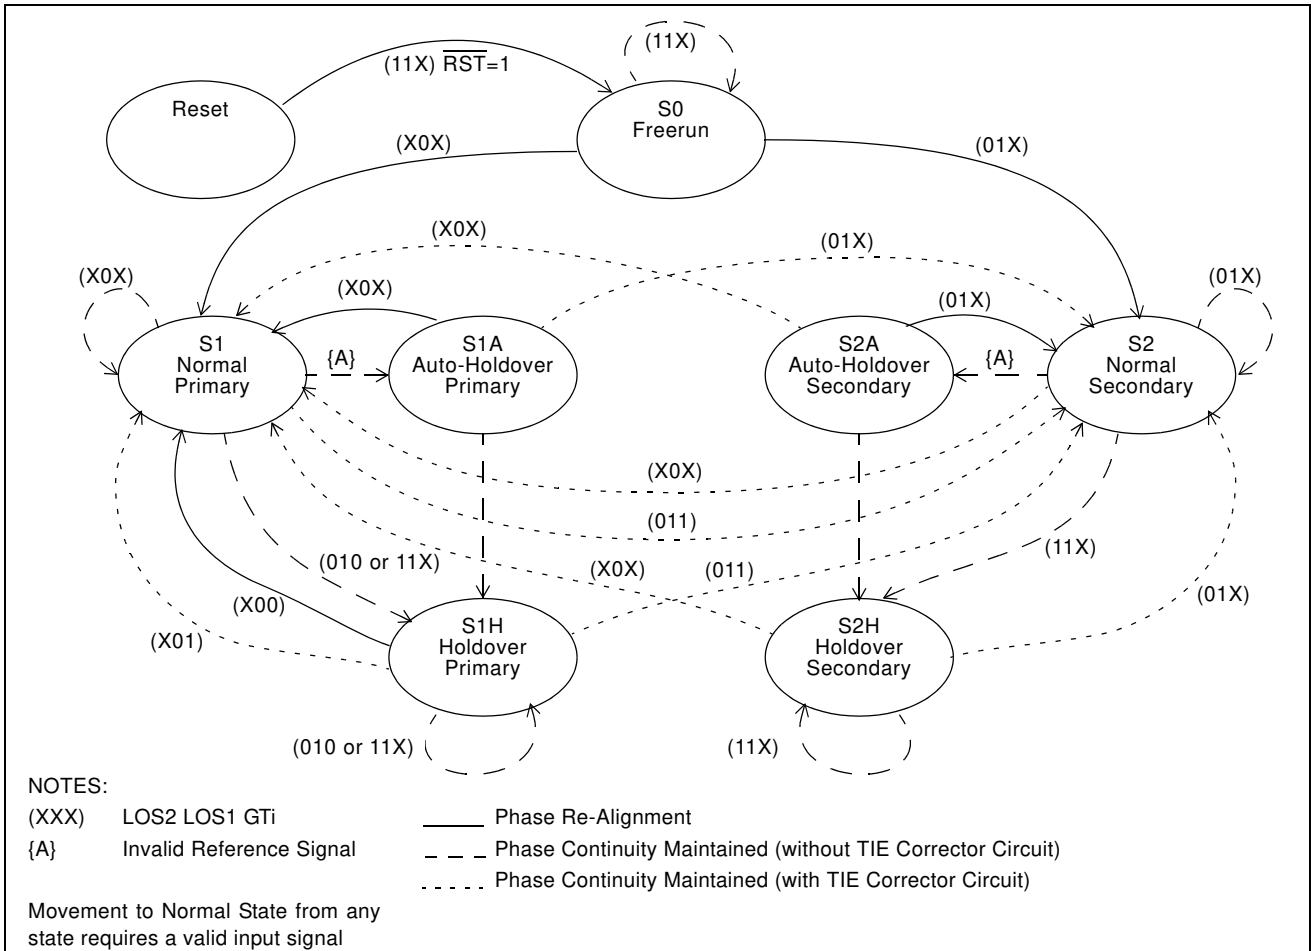 (11X)
(11X) RST=1
Reset
S0
Freerun
(X0X)
(01X)
(X0X)
(01X)
(X0X)
(X0X)
(01X)
(01X)
S1
Normal
Primary
{A}
S1A
Auto-Holdover
Primary
S2A
Auto-Holdover
Secondary
{A}
S2
Normal
Secondary
(X0X)
(011)
(010 or 11X)
(X0X)
(011)
(11X)
(X00)
(01X)
(X01)
S1H
Holdover
Primary
S2H
Holdover
Secondary
(010 or 11X)
(11X)
NOTES:
(XXX) LOS2 LOS1 GTi
{A} Invalid Reference Signal
Phase Re-Alignment
Phase Continuity Maintained (without TIE Corrector Circuit)
Phase Continuity Maintained (with TIE Corrector Circuit)
Movement to Normal State from any
state requires a valid input signal